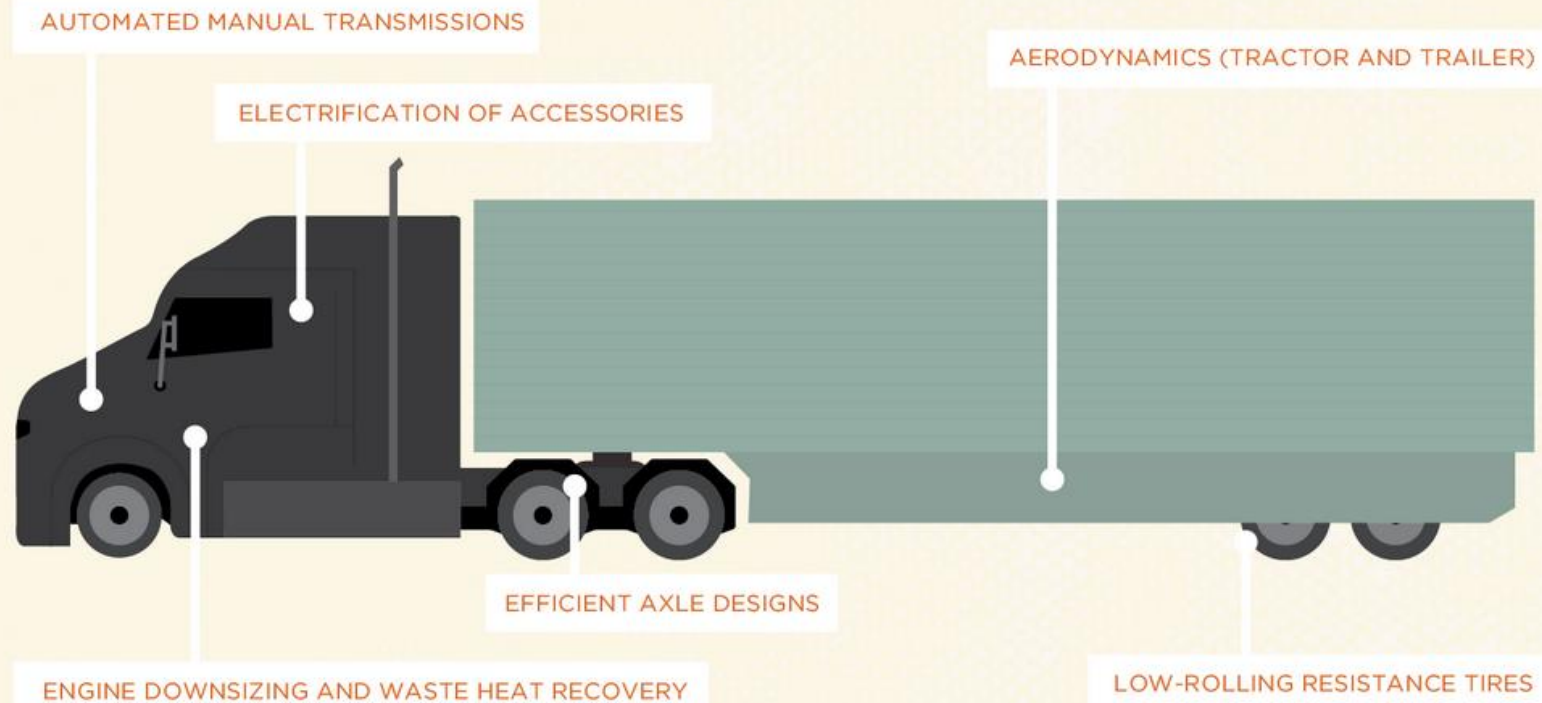 AUTOMATED MANUAL TRANSMISSIONS
AERODYNAMICS (TRACTOR AND TRAILER)
ELECTRIFICATION OF ACCESSORIES
EFFICIENT AXLE DESIGNS
ENGINE DOWNSIZING AND WASTE HEAT RECOVERY
LOW-ROLLING RESISTANCE TIRES